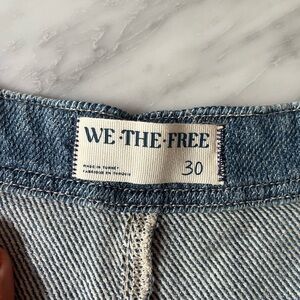 WE·THE·FREE
MADE IN TURKEY
FABRIQUÉ EN TURQUIE
30